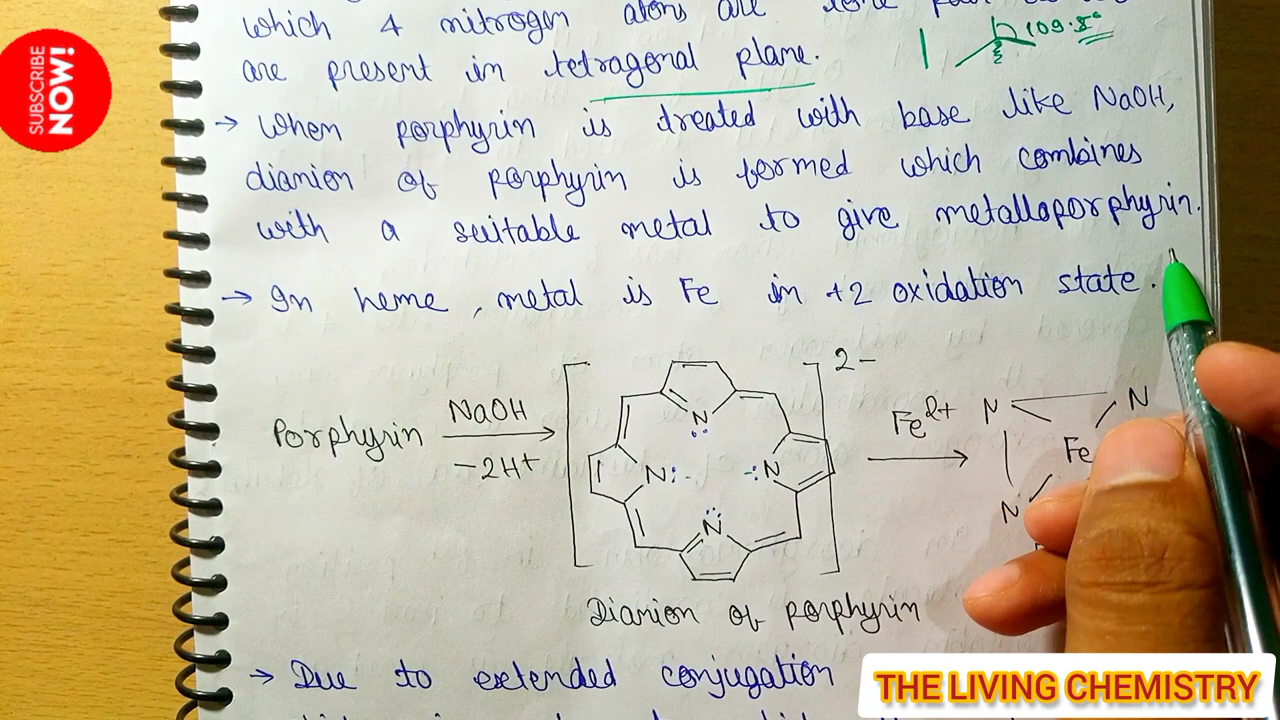 which 4 nitrogen atoms are
are present in tetragonal plane.
109.5°
SUBSCRIBE
NOW!
→ When porphyrin is treated with base like NaOH,
dianion of porphyrin is formed which combines
with a suitable metal to give metalloporphyrin.
→ In heme, metal is Fe in +2 oxidation state.
2-
Porphyrin
NaOH
-2H+
N
N:
:N
N
Fe2+
N
N
Fe
N
Dianion of porphyrin
→ Due to extended conjugation
THE LIVING CHEMISTRY